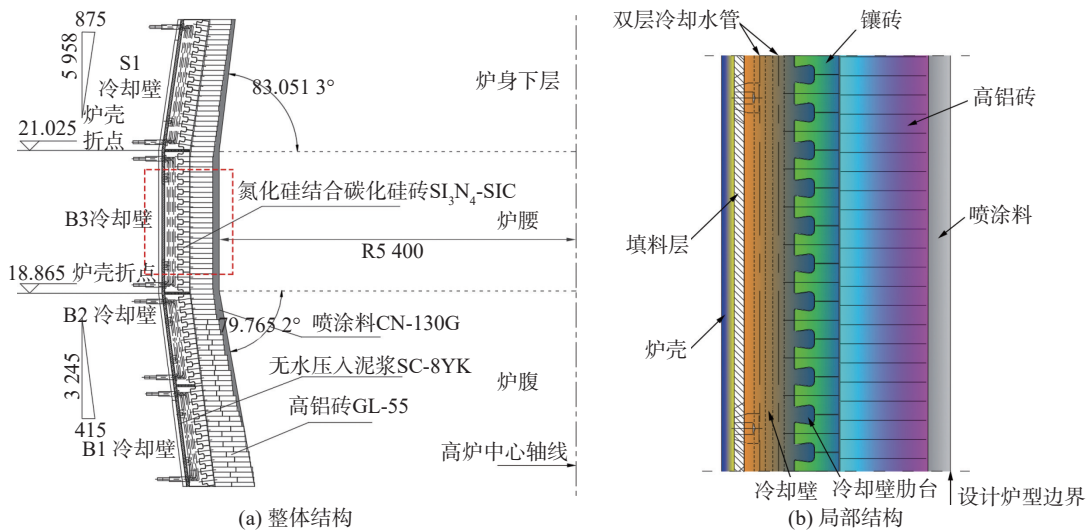 875
5 958
S1
冷却壁
炉壳
折点
21.025
83.051 3°
炉身下层
氮化硅结合碳化硅砖SI₃N₄-SIC
B3冷却壁
炉腰
R5 400
18.865 炉壳折点
B2 冷却壁
79.765 2°
喷涂料CN-130G
3 245
无水压入泥浆SC-8YK
炉腹
高铝砖GL-55
415
B1 冷却壁
高炉中心轴线
(a) 整体结构
双层冷却水管
镶砖
高铝砖
喷涂料
填料层
炉壳
冷却壁
冷却壁肋台
设计炉型边界
(b) 局部结构